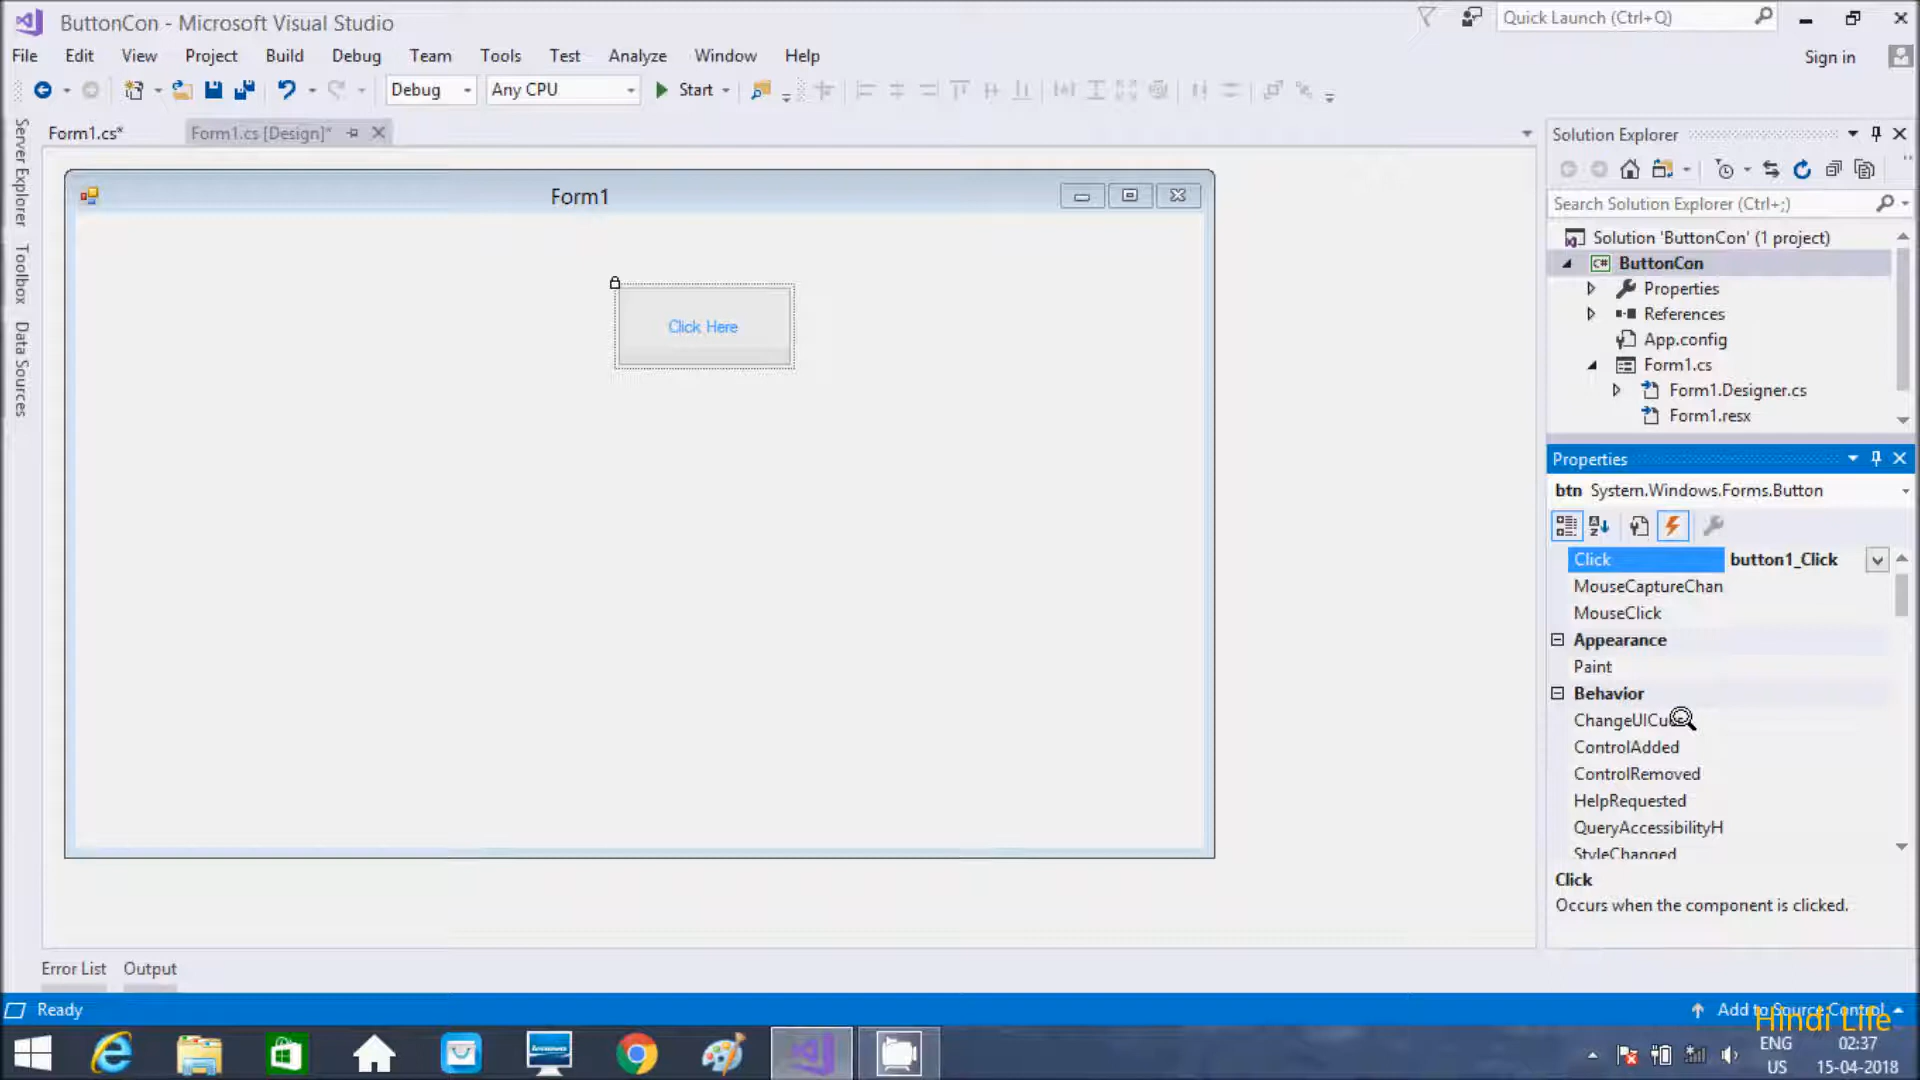 ButtonCon - Microsoft Visual Studio
Quick Launch (Ctrl+Q)
File Edit View Project Build Debug Team Tools Test Analyze Window Help
Sign in
Debug Any CPU Start
Form1.cs* Form1.cs [Design]*
Server Explorer
Toolbox
Data Sources
Form1
Click Here
Solution Explorer
Search Solution Explorer (Ctrl+;)
Solution 'ButtonCon' (1 project)
C# ButtonCon
Properties
References
App.config
Form1.cs
Form1.Designer.cs
Form1.resx
Properties
btn System.Windows.Forms.Button
Click button1_Click
MouseCaptureChan
MouseClick
Appearance
Paint
Behavior
ChangeUICu
ControlAdded
ControlRemoved
HelpRequested
QueryAccessibilityH
StyleChanged
Click
Occurs when the component is clicked.
Error List Output
Ready
Add to Source Control
Hindi Life
ENG 02:37
US 15-04-2018